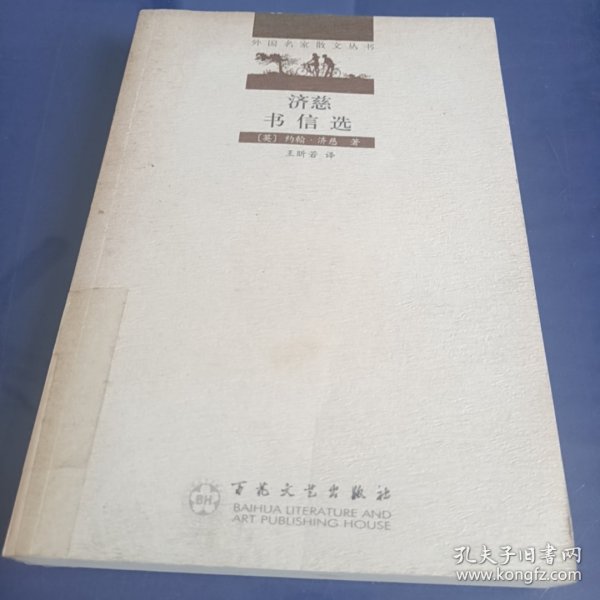 外国名家散文丛书
济慈
书信选
[英] 约翰·济慈 著
王昕若 译
BH
百花文艺出版社
BAIHUA LITERATURE AND
ART PUBLISHING HOUSE
孔夫子旧书网
www.kongfz.com